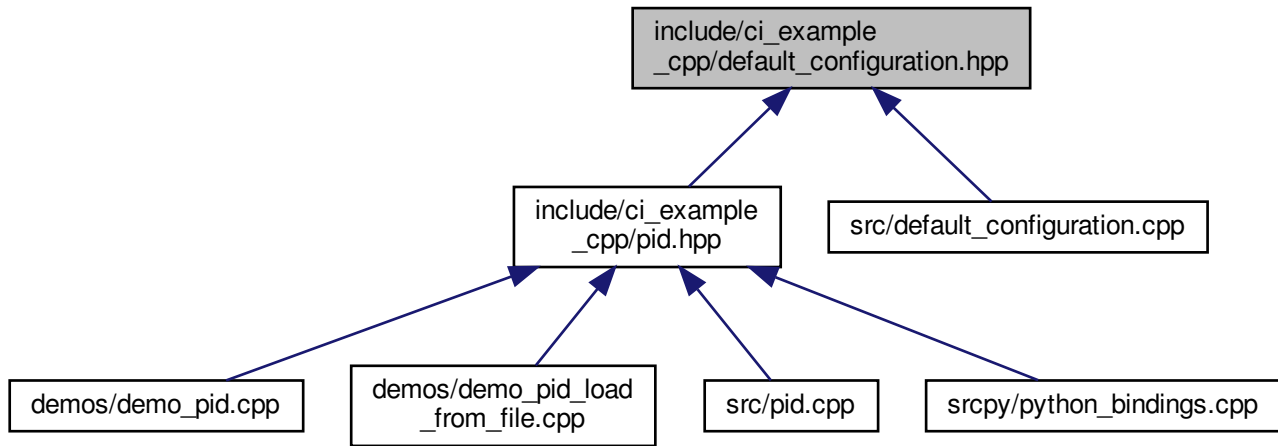 include/ci_example
_cpp/default_configuration.hpp
include/ci_example
_cpp/pid.hpp
src/default_configuration.cpp
demos/demo_pid.cpp
demos/demo_pid_load
_from_file.cpp
src/pid.cpp
srcpy/python_bindings.cpp